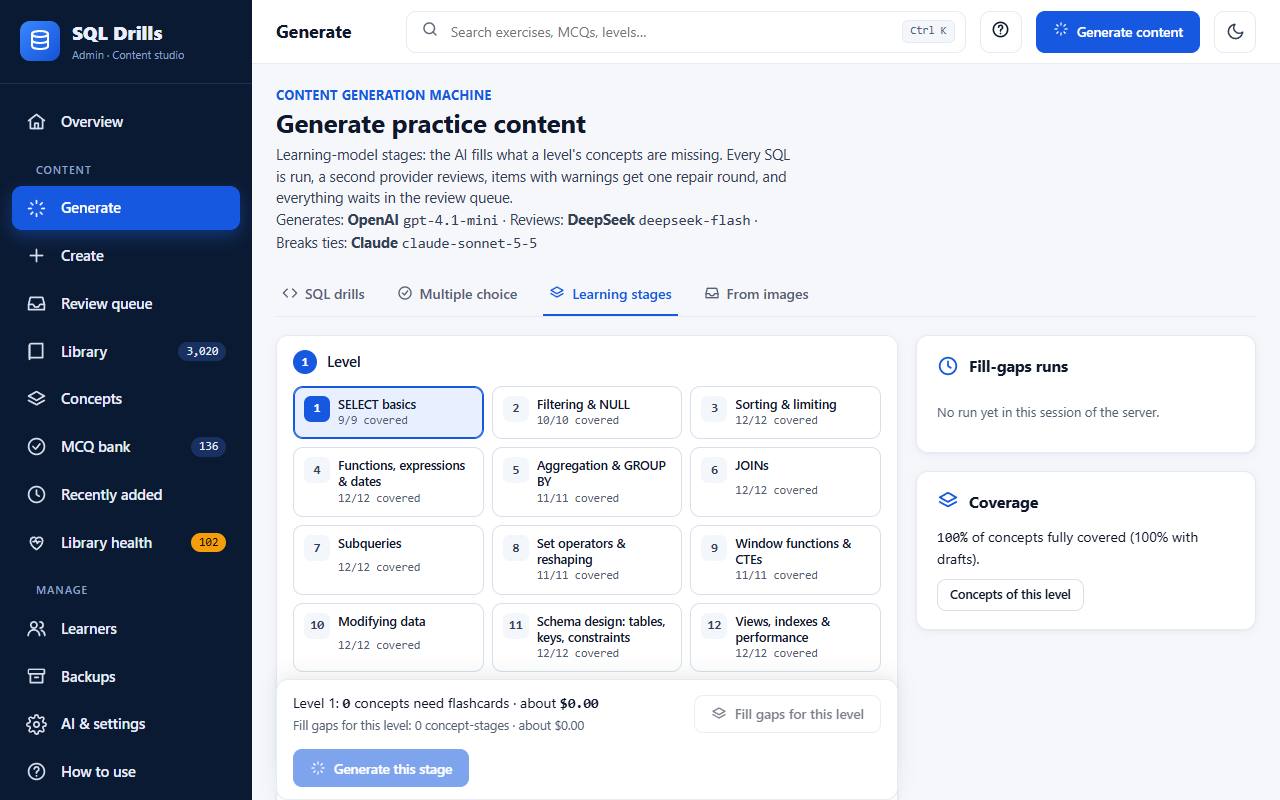 SQL Drills
Admin · Content studio
Overview
CONTENT
Generate
Create
Review queue
Library 3,020
Concepts
MCQ bank 136
Recently added
Library health 102
MANAGE
Learners
Backups
AI & settings
How to use
Generate
Search exercises, MCQs, levels...
Ctrl K
Generate content
CONTENT GENERATION MACHINE
Generate practice content
Learning-model stages: the AI fills what a level's concepts are missing. Every SQL
is run, a second provider reviews, items with warnings get one repair round, and
everything waits in the review queue.
Generates: OpenAI gpt-4.1-mini · Reviews: DeepSeek deepseek-flash ·
Breaks ties: Claude claude-sonnet-5-5
SQL drills
Multiple choice
Learning stages
From images
1 Level
1 SELECT basics
9/9 covered
2 Filtering & NULL
10/10 covered
3 Sorting & limiting
12/12 covered
4 Functions, expressions
& dates
12/12 covered
5 Aggregation & GROUP
BY
11/11 covered
6 JOINs
12/12 covered
7 Subqueries
12/12 covered
8 Set operators &
reshaping
11/11 covered
9 Window functions &
CTEs
11/11 covered
10 Modifying data
12/12 covered
11 Schema design: tables,
keys, constraints
12/12 covered
12 Views, indexes &
performance
12/12 covered
Level 1: 0 concepts need flashcards · about $0.00
Fill gaps for this level: 0 concept-stages · about $0.00
Fill gaps for this level
Generate this stage
Fill-gaps runs
No run yet in this session of the server.
Coverage
100% of concepts fully covered (100% with
drafts).
Concepts of this level